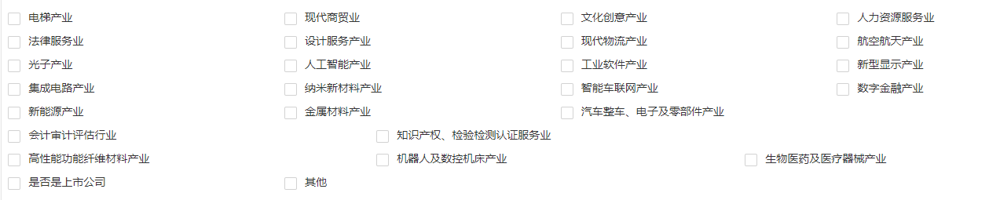 电梯产业 现代商贸业 文化创意产业 人力资源服务业
法律服务业 设计服务产业 现代物流产业 航空航天产业
光子产业 人工智能产业 工业软件产业 新型显示产业
集成电路产业 纳米新材料产业 智能车联网产业 数字金融产业
新能源产业 金属材料产业 汽车整车、电子及零部件产业
会计审计评估行业 知识产权、检验检测认证服务业
高性能功能纤维材料产业 机器人及数控机床产业 生物医药及医疗器械产业
是否是上市公司 其他